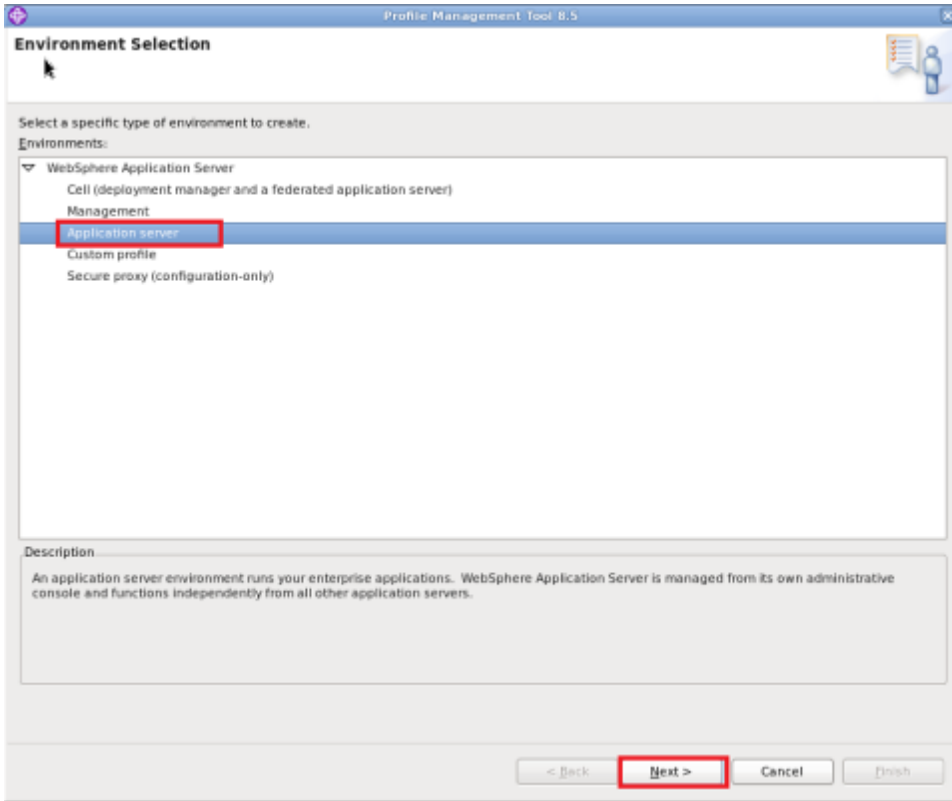 Profile Management Tool 8.5
Environment Selection
Select a specific type of environment to create.
Environments:
WebSphere Application Server
Cell (deployment manager and a federated application server)
Management
Application server
Custom profile
Secure proxy (configuration-only)
Description
An application server environment runs your enterprise applications. WebSphere Application Server is managed from its own administrative
console and functions independently from all other application servers.
< Back
Next >
Cancel
Finish